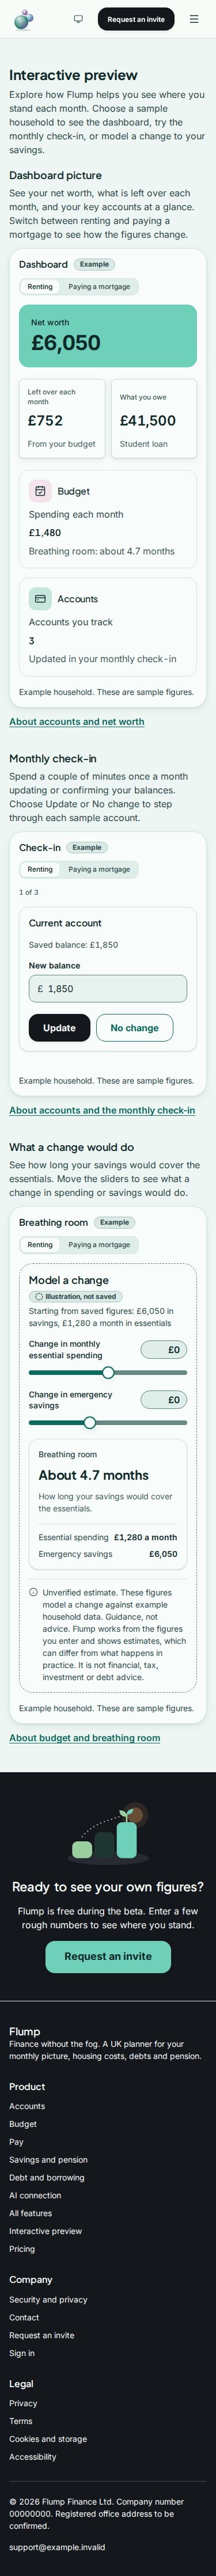 Request an invite
Interactive preview
Explore how Flump helps you see where you
stand each month. Choose a sample
household to see the dashboard, try the
monthly check-in, or model a change to your
savings.
Dashboard picture
See your net worth, what is left over each
month, and your key accounts at a glance.
Switch between renting and paying a
mortgage to see how the figures change.
Dashboard Example
Renting Paying a mortgage
Net worth
£6,050
Left over each
month
£752
From your budget
What you owe
£41,500
Student loan
Budget
Spending each month
£1,480
Breathing room: about 4.7 months
Accounts
Accounts you track
3
Updated in your monthly check-in
Example household. These are sample figures.
About accounts and net worth
Monthly check-in
Spend a couple of minutes once a month
updating or confirming your balances.
Choose Update or No change to step
through each sample account.
Check-in Example
Renting Paying a mortgage
1 of 3
Current account
Saved balance: £1,850
New balance
£ 1,850
Update No change
Example household. These are sample figures.
About accounts and the monthly check-in
What a change would do
See how long your savings would cover the
essentials. Move the sliders to see what a
change in spending or savings would do.
Breathing room Example
Renting Paying a mortgage
Model a change
Illustration, not saved
Starting from saved figures: £6,050 in
savings, £1,280 a month in essentials
Change in monthly
essential spending
£0
Change in emergency
savings
£0
Breathing room
About 4.7 months
How long your savings would cover
the essentials.
Essential spending £1,280 a month
Emergency savings £6,050
Unverified estimate. These figures
model a change against example
household data. Guidance, not
advice. Flump works from the figures
you enter and shows estimates, which
can differ from what happens in
practice. It is not financial, tax,
investment or debt advice.
Example household. These are sample figures.
About budget and breathing room
Ready to see your own figures?
Flump is free during the beta. Enter a few
rough numbers to see where you stand.
Request an invite
Flump
Finance without the fog. A UK planner for your
monthly picture, housing costs, debts and pension.
Product
Accounts
Budget
Pay
Savings and pension
Debt and borrowing
AI connection
All features
Interactive preview
Pricing
Company
Security and privacy
Contact
Request an invite
Sign in
Legal
Privacy
Terms
Cookies and storage
Accessibility
© 2026 Flump Finance Ltd. Company number
00000000. Registered office address to be
confirmed.
support@example.invalid